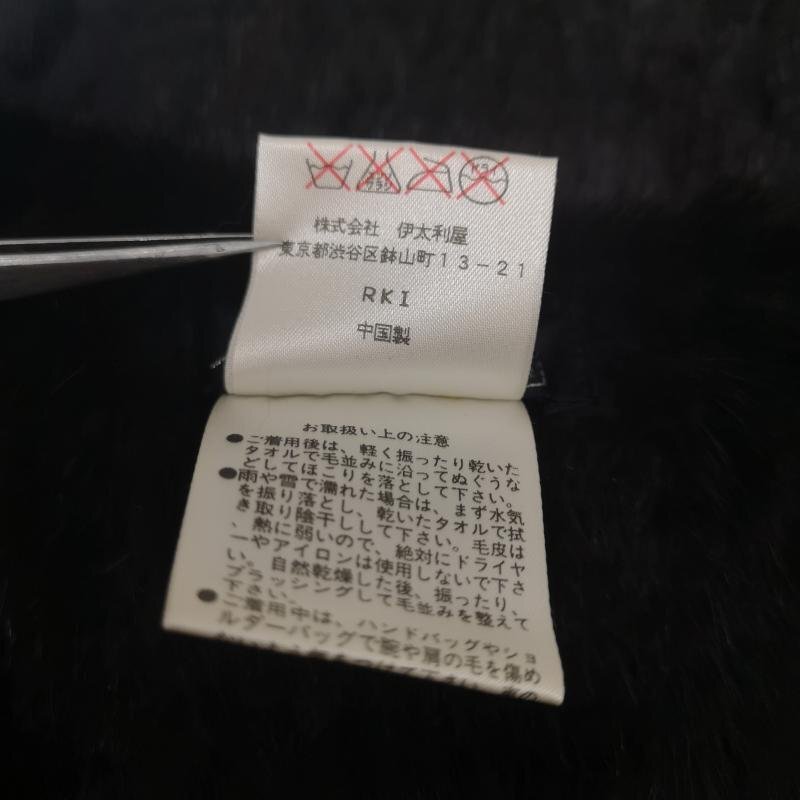 エンソ
サラシ
ドライ
株式会社 伊太利屋
東京都渋谷区鉢山町13-21
RKI
中国製
お取扱い上の注意
●ご着用後は、軽く振ったり乾いた
タオルで毛並みに沿ってぬぐうな
どしてほこりを落として下さい。
●雨や雪で濡れた場合は、まず水気
を振り落とし、乾いたタオルで拭
き取り陰干しして下さい。毛皮は
、熱に弱いので、絶対にドライヤ
ーやアイロンは使用しないで下さ
い。自然乾燥した後、振ったり、
ブラッシングして毛並みを整えて
下さい。
●ご着用中は、ハンドバッグやショ
ルダーバッグで腕や肩の毛を傷め